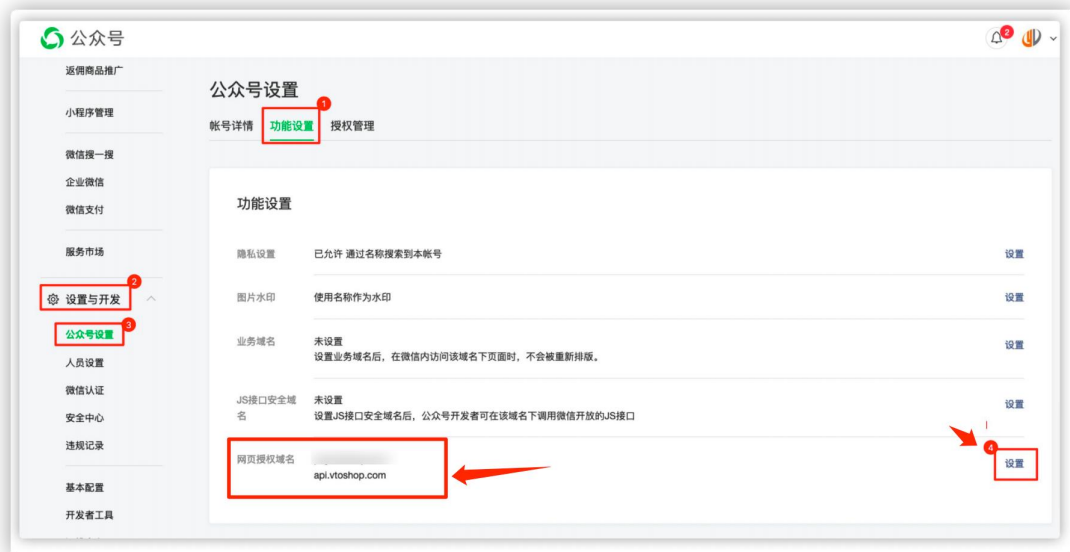 公众号
2
返佣商品推广
小程序管理
微信搜一搜
企业微信
微信支付
服务市场
2
设置与开发
3
公众号设置
人员设置
微信认证
安全中心
违规记录
基本配置
开发者工具
公众号设置
1
帐号详情 功能设置 授权管理
功能设置
隐私设置 已允许 通过名称搜索到本帐号 设置
图片水印 使用名称作为水印 设置
业务域名 未设置 设置
设置业务域名后，在微信内访问该域名下页面时，不会被重新排版。
JS接口安全域名 未设置 设置
设置JS接口安全域名后，公众号开发者可在该域名下调用微信开放的JS接口
4
网页授权域名 设置
api.vtoshop.com